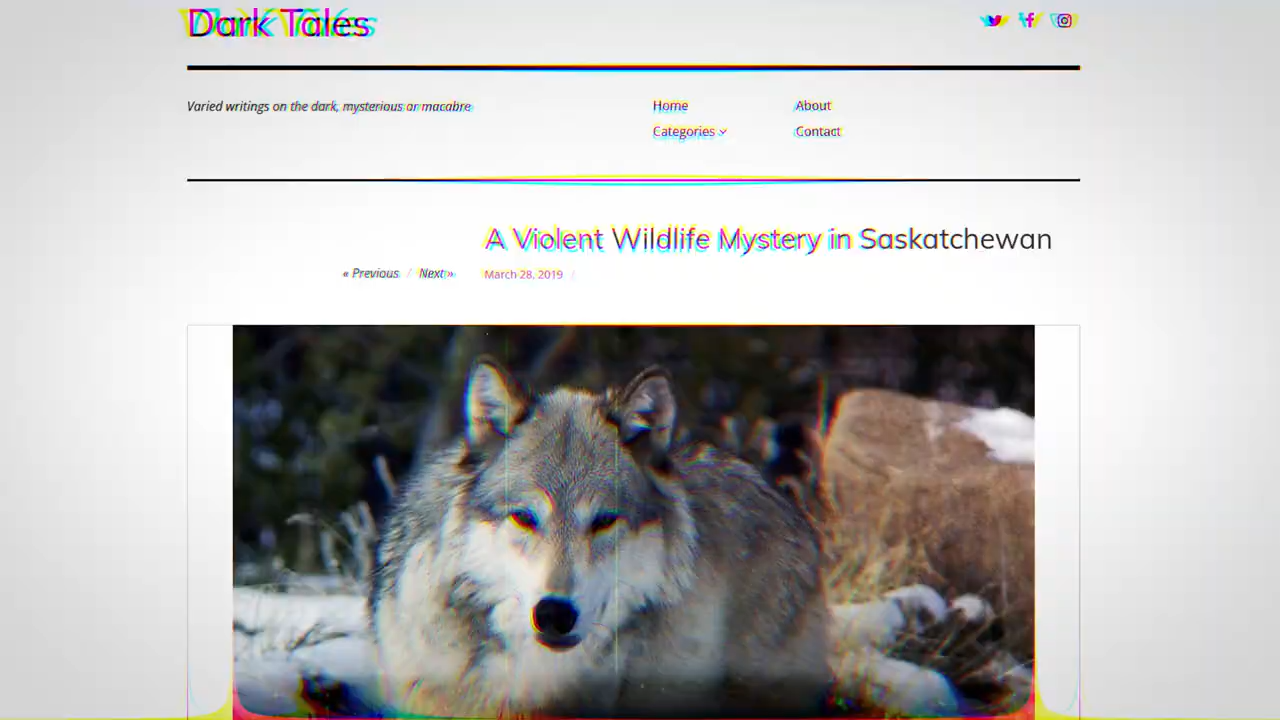 Dark Tales
Varied writings on the dark, mysterious or macabre
Home
About
Categories
Contact
A Violent Wildlife Mystery in Saskatchewan
« Previous / Next »
March 28, 2019 /